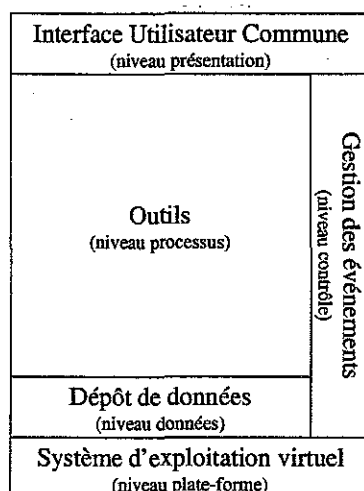 Interface Utilisateur Commune
(niveau présentation)
Outils
(niveau processus)
Gestion des événements
(niveau contrôle)
Dépôt de données
(niveau données)
Système d'exploitation virtuel
(niveau plate-forme)